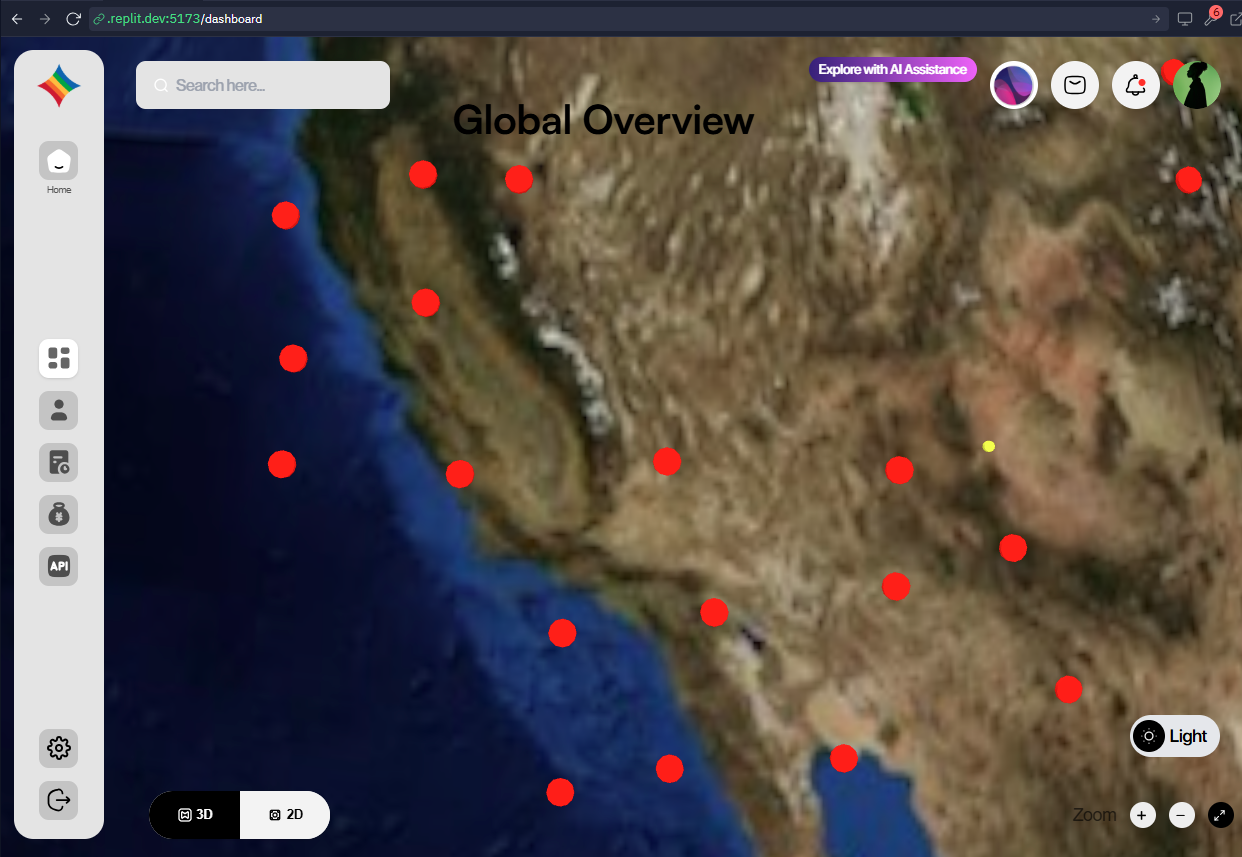 .replit.dev:5173/dashboard
6
Search here...
Explore with AI Assistance
Global Overview
Home
¥
API
Light
3D
2D
Zoom
+
−